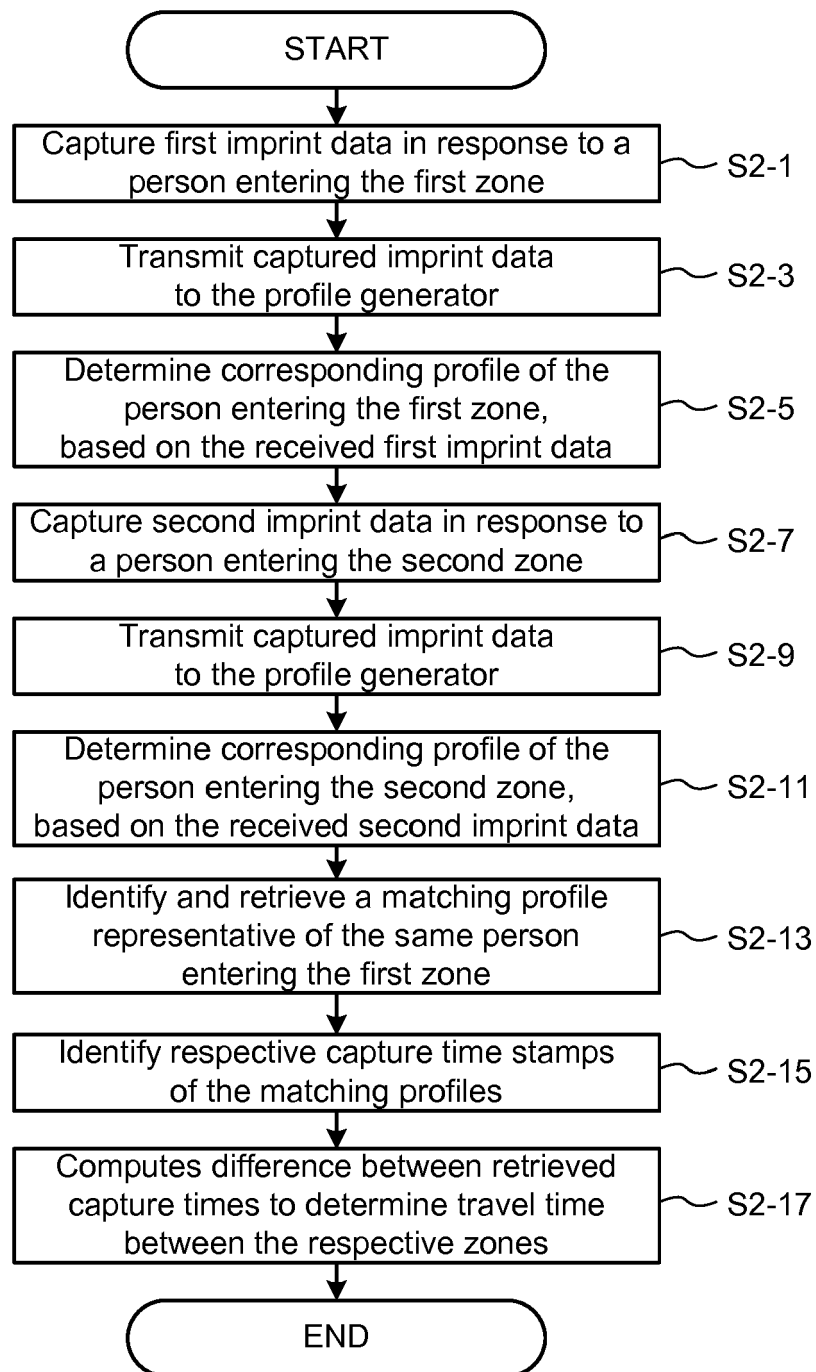 START
Capture first imprint data in response to a
person entering the first zone
S2-1
Transmit captured imprint data
to the profile generator
S2-3
Determine corresponding profile of the
person entering the first zone,
based on the received first imprint data
S2-5
Capture second imprint data in response to
a person entering the second zone
S2-7
Transmit captured imprint data
to the profile generator
S2-9
Determine corresponding profile of the
person entering the second zone,
based on the received second imprint data
S2-11
Identify and retrieve a matching profile
representative of the same person
entering the first zone
S2-13
Identify respective capture time stamps
of the matching profiles
S2-15
Computes difference between retrieved
capture times to determine travel time
between the respective zones
S2-17
END